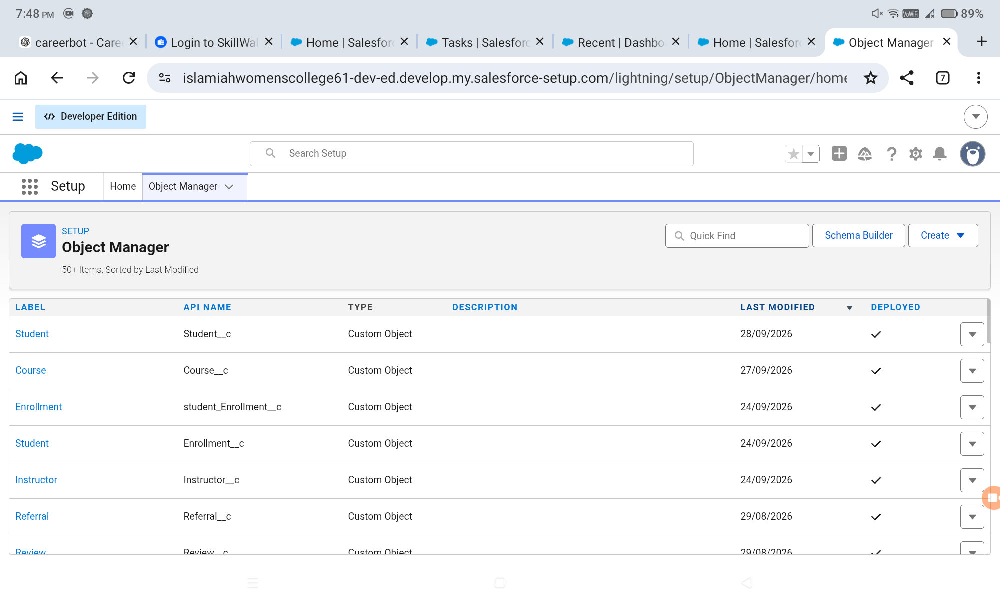 7:48 PM
VoWiFi
89%
careerbot - Care
Login to SkillWal
Home | Salesforc
Tasks | Salesforc
Recent | Dashbo
Home | Salesforc
Object Manager
islamiahwomenscollege61-dev-ed.develop.my.salesforce-setup.com/lightning/setup/ObjectManager/home
7
Developer Edition
Search Setup
Setup
Home
Object Manager
SETUP
Object Manager
50+ Items, Sorted by Last Modified
Quick Find
Schema Builder
Create
LABEL API NAME TYPE DESCRIPTION LAST MODIFIED DEPLOYED
Student Student__c Custom Object 28/09/2026
Course Course__c Custom Object 27/09/2026
Enrollment student_Enrollment__c Custom Object 24/09/2026
Student Enrollment__c Custom Object 24/09/2026
Instructor Instructor__c Custom Object 24/09/2026
Referral Referral__c Custom Object 29/08/2026
Review Review__c Custom Object 29/08/2026